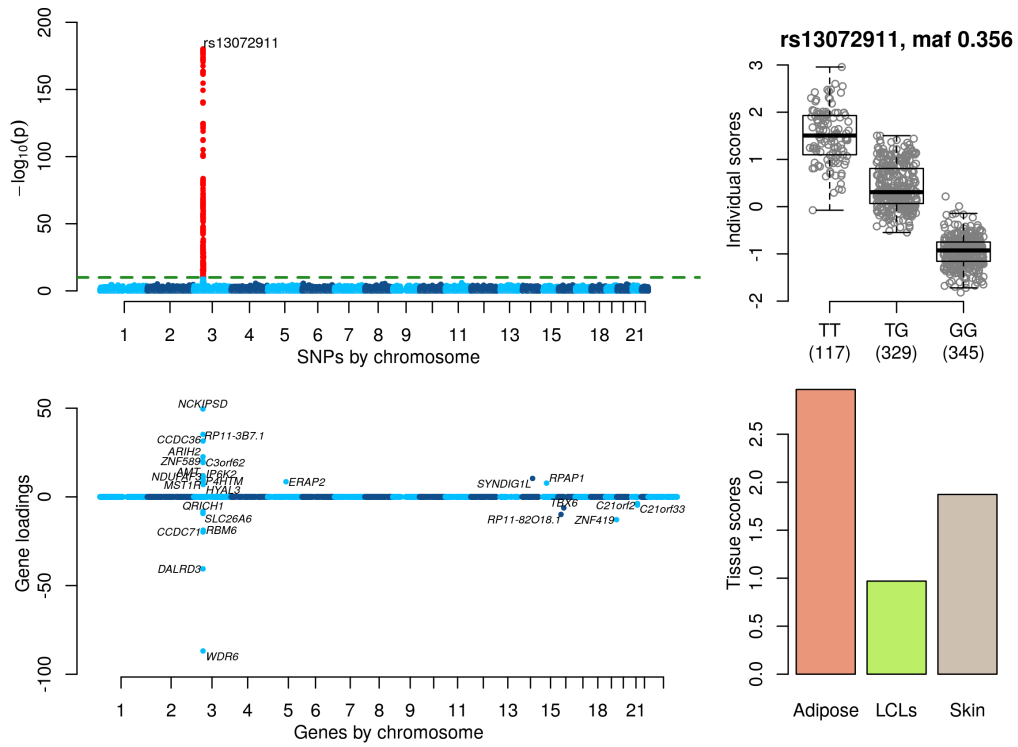 200
150
100
50
0
−log10(p)
rs13072911
1 2 3 4 5 6 7 8 9 11 13 15 18 21
SNPs by chromosome
rs13072911, maf 0.356
3
2
1
0
-1
-2
Individual scores
TT TG GG
(117) (329) (345)
50
0
-50
-100
Gene loadings
NCKIPSD
RP11-3B7.1
CCDC36
ARIH2
ZNF589 C3orf62
AMT IP6K2
NDUFAF3 P4HTM
MST1R
HYAL3
QRICH1
SLC26A6
CCDC71 RBM6
DALRD3
WDR6
ERAP2
SYNDIG1L RPAP1
TBX6
RP11-82O18.1 ZNF419
C21orf2 C21orf33
1 2 3 4 5 6 7 8 9 11 13 15 18 21
Genes by chromosome
2.5
2.0
1.5
1.0
0.5
0.0
Tissue scores
Adipose LCLs Skin